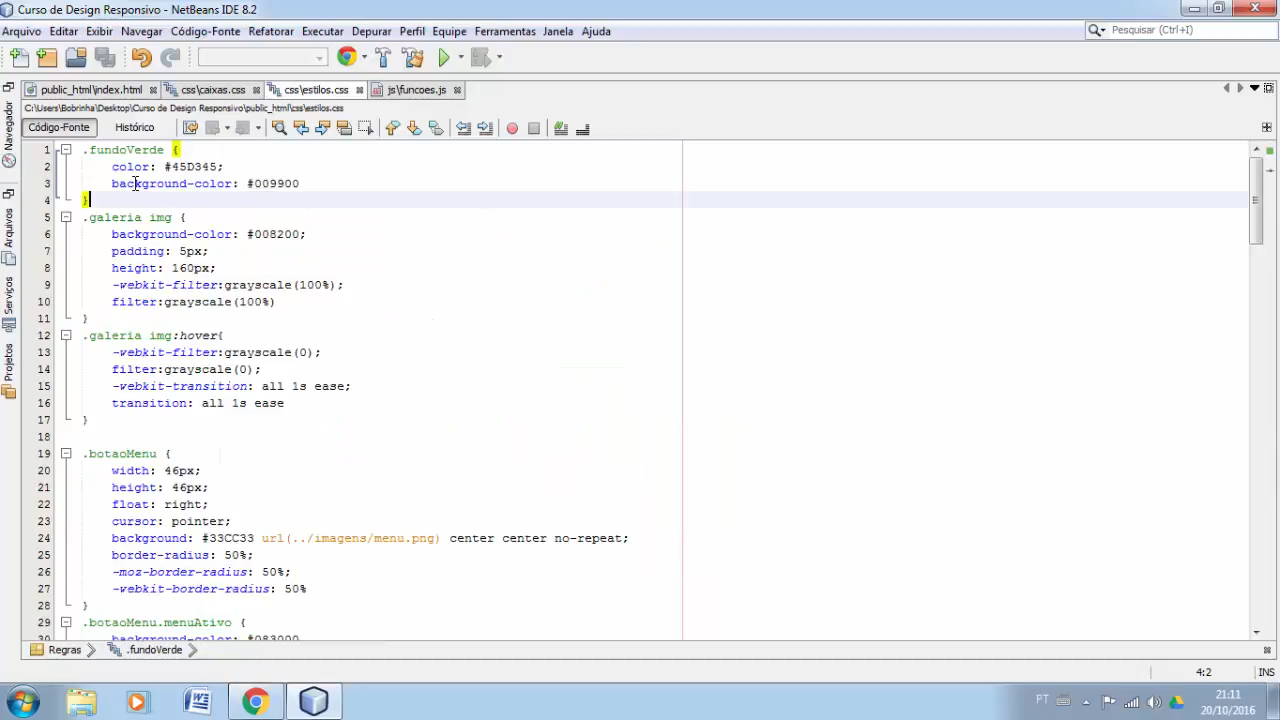 Curso de Design Responsivo - NetBeans IDE 8.2
Arquivo Editar Exibir Navegar Código-Fonte Refatorar Executar Depurar Perfil Equipe Ferramentas Janela Ajuda
Pesquisar (Ctrl+I)
public_html\index.html css\caixas.css css\estilos.css js\funcoes.js
C:\Users\Bobrinha\Desktop\Curso de Design Responsivo\public_html\css\estilos.css
Código-Fonte Histórico
Navegador
Arquivos
Serviços
Projetos
1 .fundoVerde {
2 color: #45D345;
3 background-color: #009900
4 }
5 .galeria img {
6 background-color: #008200;
7 padding: 5px;
8 height: 160px;
9 -webkit-filter:grayscale(100%);
10 filter:grayscale(100%)
11 }
12 .galeria img:hover{
13 -webkit-filter:grayscale(0);
14 filter:grayscale(0);
15 -webkit-transition: all 1s ease;
16 transition: all 1s ease
17 }
18
19 .botaoMenu {
20 width: 46px;
21 height: 46px;
22 float: right;
23 cursor: pointer;
24 background: #33CC33 url(../imagens/menu.png) center center no-repeat;
25 border-radius: 50%;
26 -moz-border-radius: 50%;
27 -webkit-border-radius: 50%
28 }
29 .botaoMenu.menuAtivo {
30 background-color: #083000
Regras .fundoVerde
4:2 INS
PT 21:11
20/10/2016